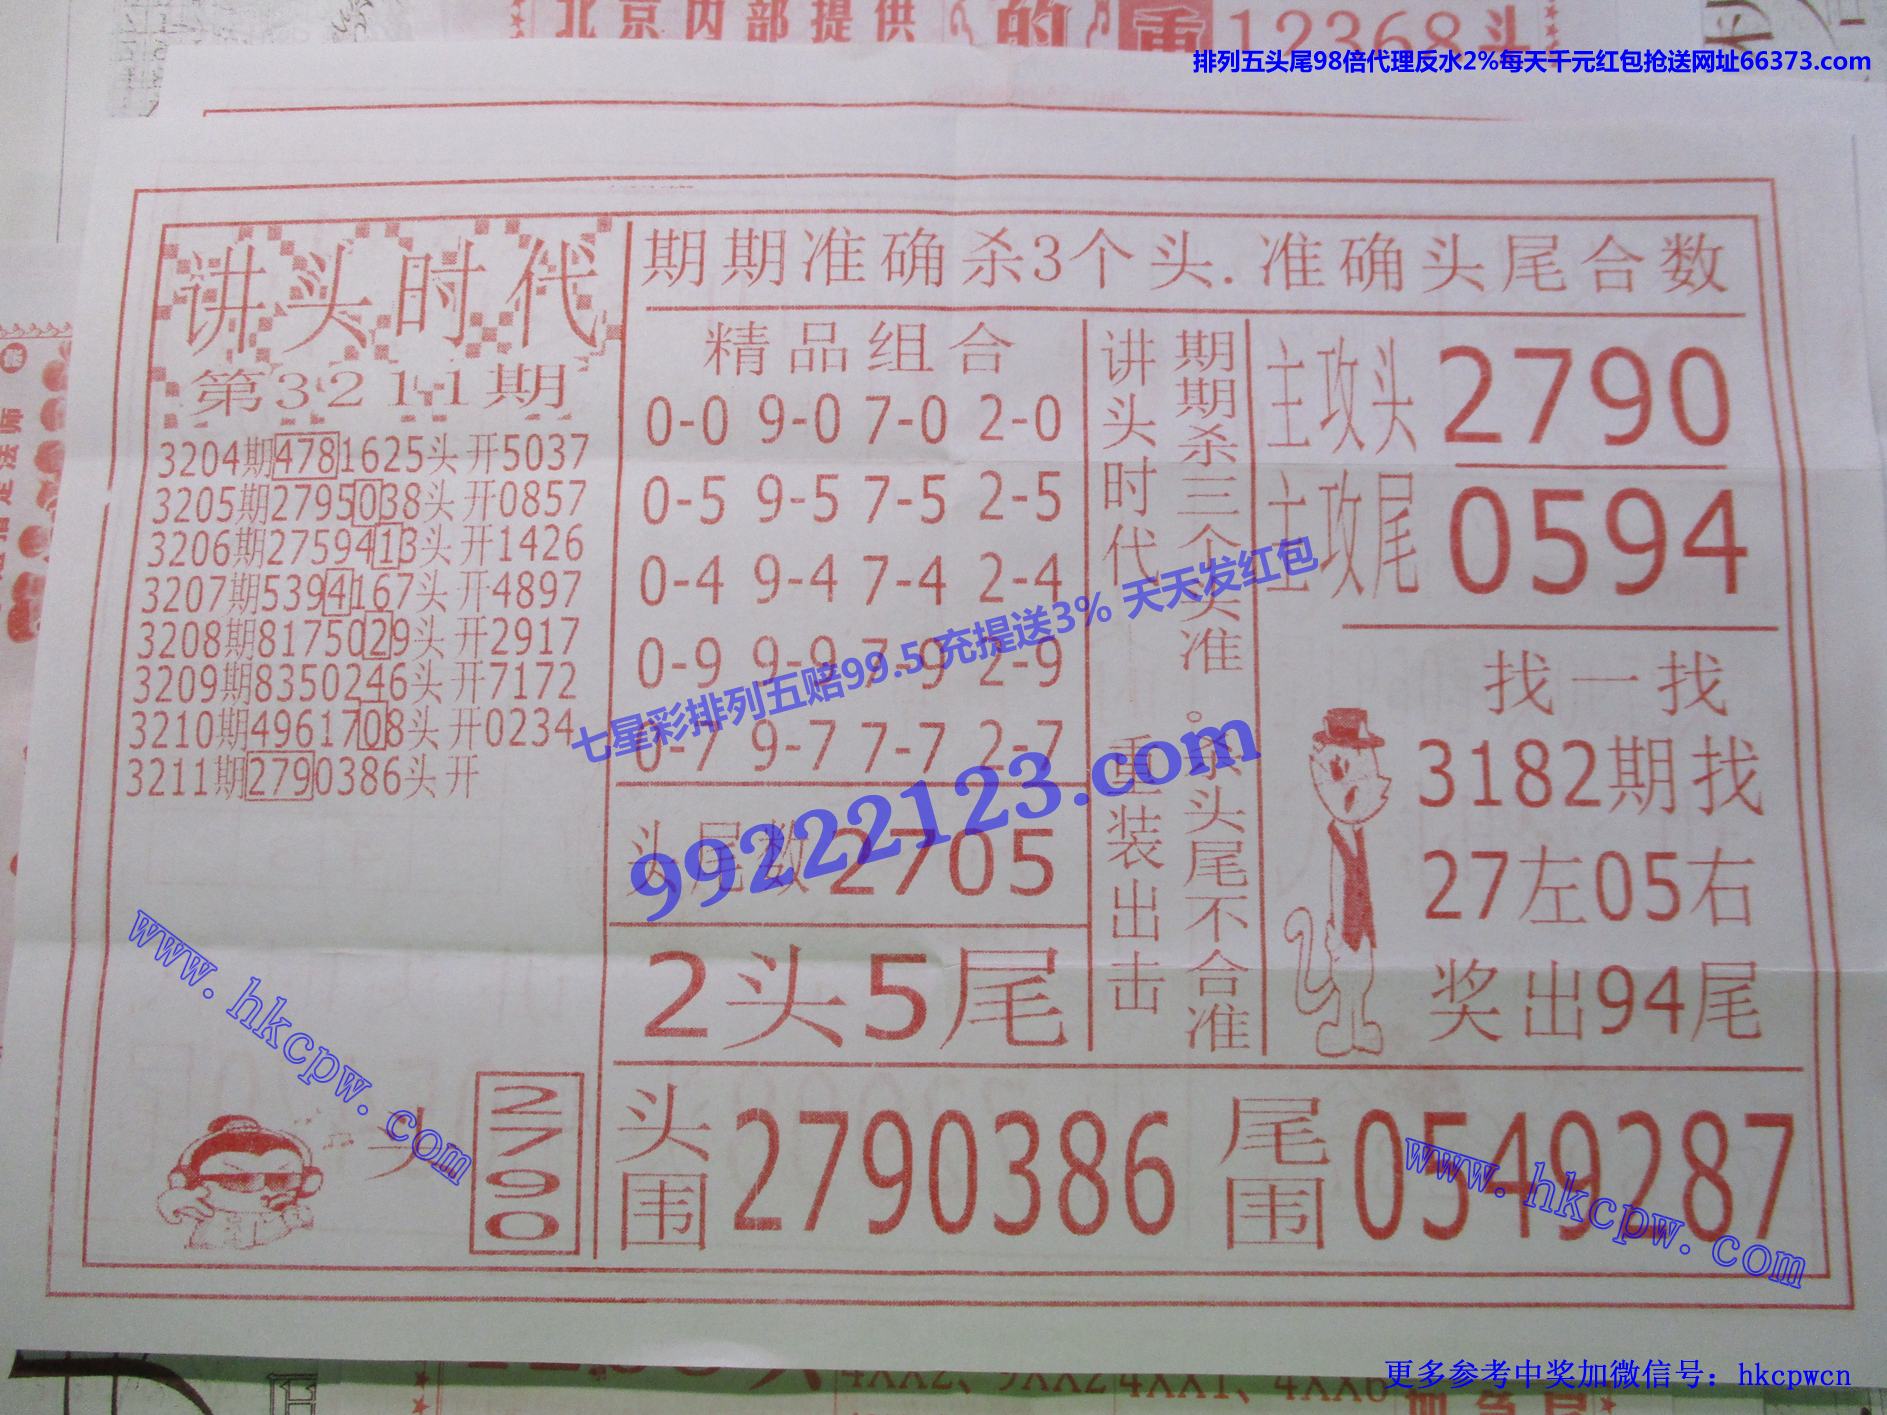 北京内部提供
的
重
12368头
排列五头尾98倍代理反水2%每天千元红包抢送网址66373.com
讲头时代
第3211期
3204期4781625头开5037
3205期2795038头开0857
3206期2759413头开1426
3207期5394167头开4897
3208期8175029头开2917
3209期8350246头开7172
3210期4961708头开0234
3211期2790386头开
头
2790
期期准确杀3个头.准确头尾合数
精品组合
0-0 9-0 7-0 2-0
0-5 9-5 7-5 2-5
0-4 9-4 7-4 2-4
0-9 9-9 7-9 2-9
0-7 9-7 7-7 2-7
头尾数2705
2头5尾
讲头时代 重装出击
期期杀三个头准。杀头尾不合准
主攻头2790
主攻尾0594
找一找
3182期找
27左05右
奖出94尾
头围2790386
尾围0549287
七星彩排列五赔99.5 充提送3% 天天发红包
99222123.com
www.hkcpw.com
www.hkcpw.com
更多参考中奖加微信号：hkcpwcn